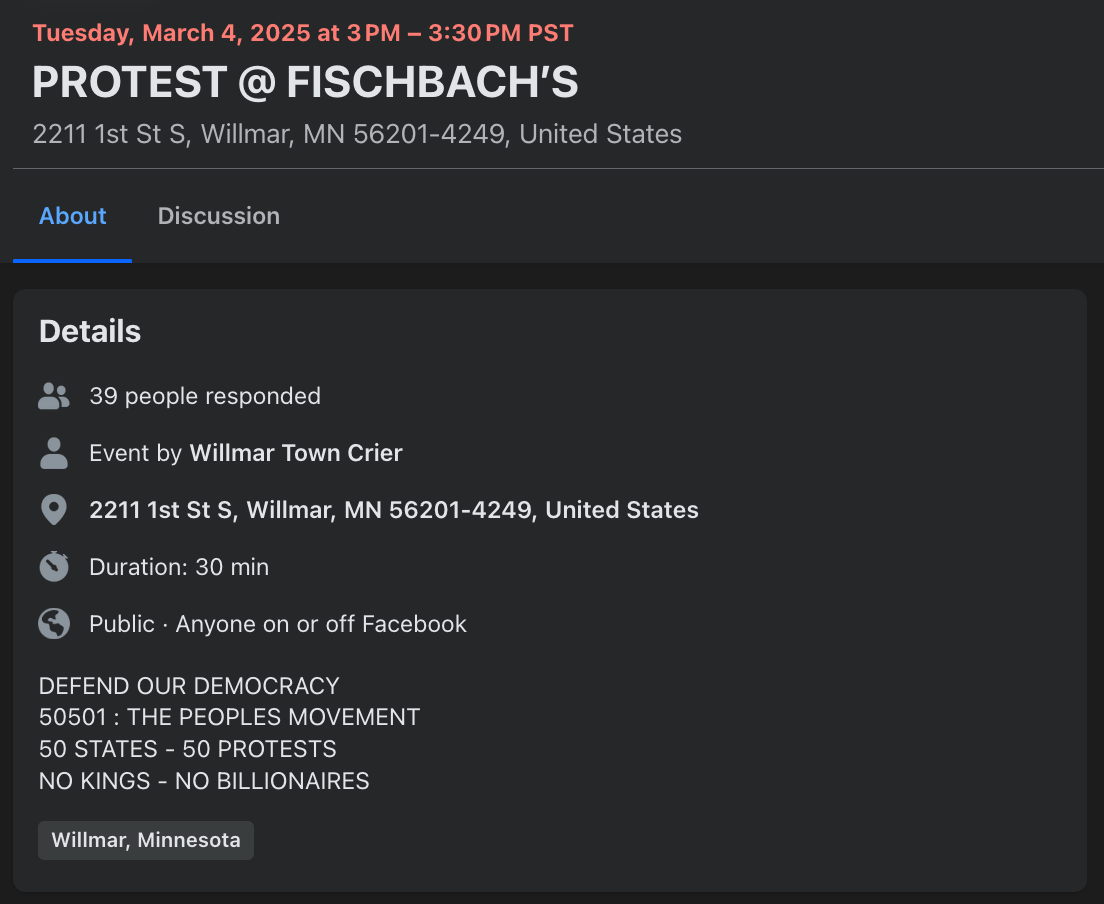 Tuesday, March 4, 2025 at 3 PM – 3:30 PM PST
PROTEST @ FISCHBACH’S
2211 1st St S, Willmar, MN 56201-4249, United States
About
Discussion
Details
39 people responded
Event by Willmar Town Crier
2211 1st St S, Willmar, MN 56201-4249, United States
Duration: 30 min
Public · Anyone on or off Facebook
DEFEND OUR DEMOCRACY
50501 : THE PEOPLES MOVEMENT
50 STATES - 50 PROTESTS
NO KINGS - NO BILLIONAIRES
Willmar, Minnesota